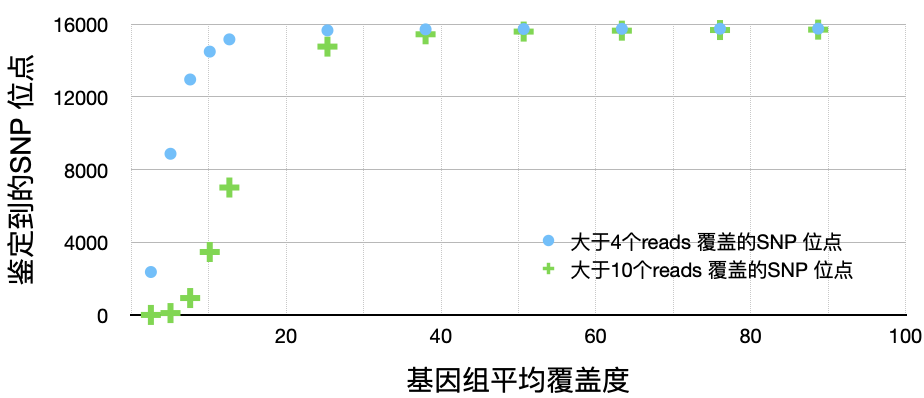 16000
12000
8000
4000
0
鉴定到的SNP 位点
大于4个reads 覆盖的SNP 位点
大于10个reads 覆盖的SNP 位点
20 40 60 80 100
基因组平均覆盖度